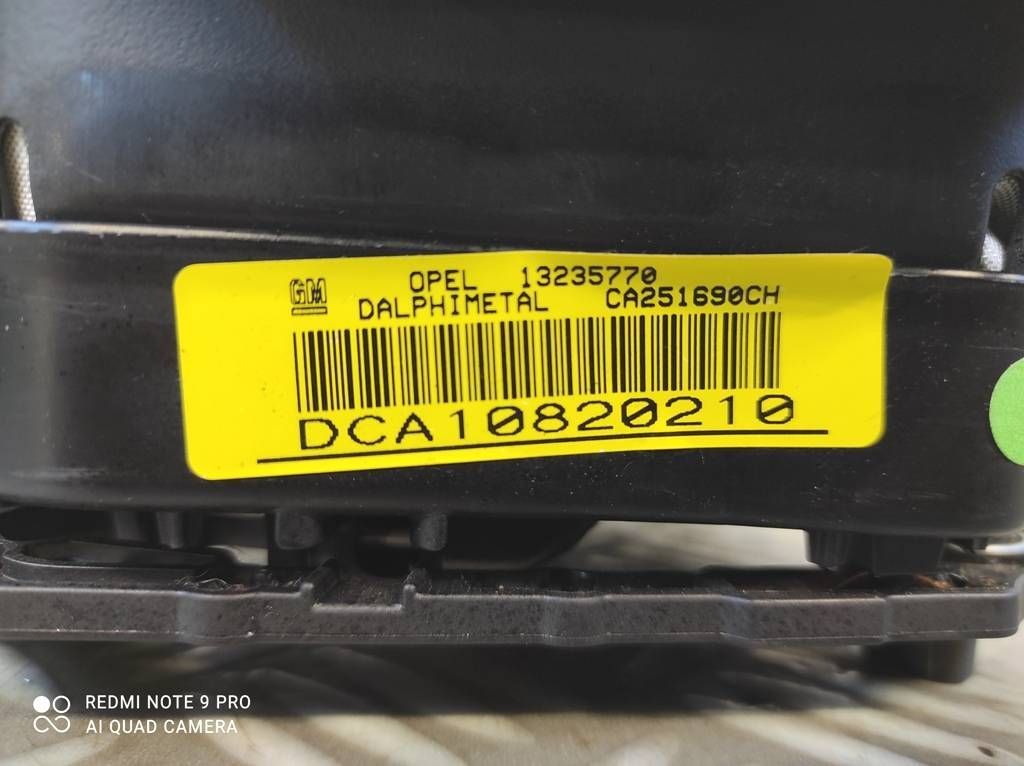 GM OPEL 13235770
DALPHIMETAL CA251690CH
DCA10820210
REDMI NOTE 9 PRO
AI QUAD CAMERA